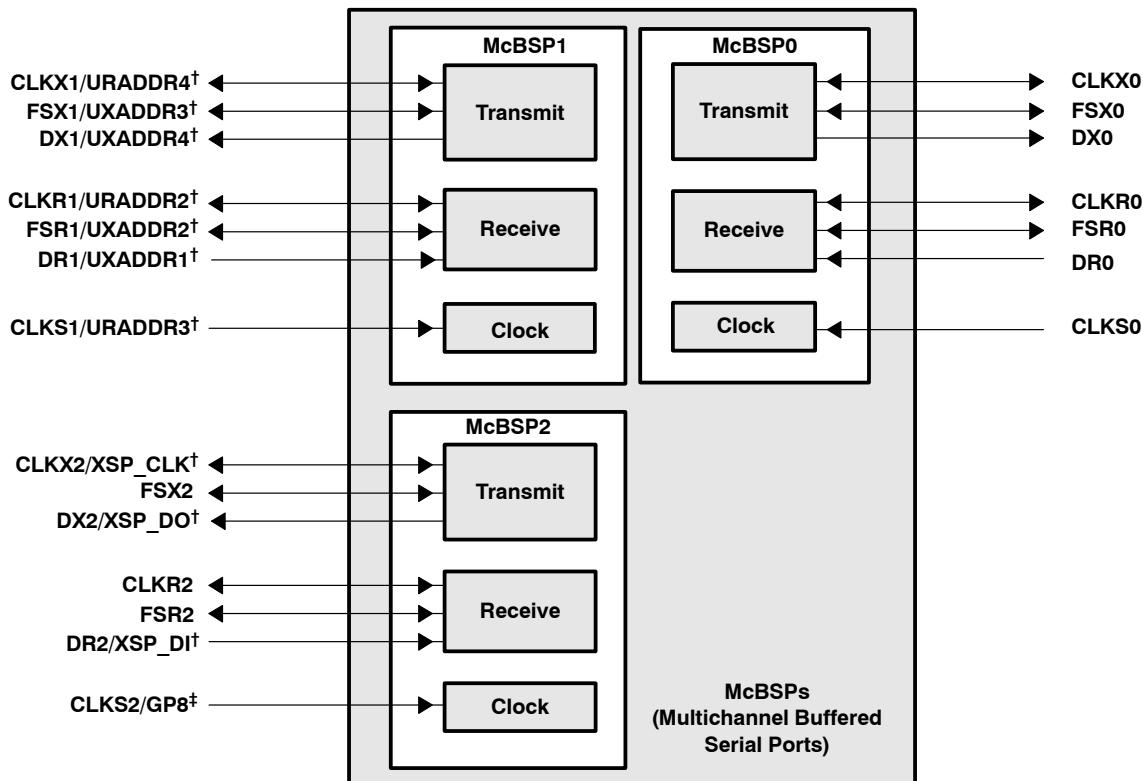 McBSP1
CLKX1/URADDR4†
FSX1/UXADDR3†
DX1/UXADDR4†
Transmit
CLKR1/URADDR2†
FSR1/UXADDR2†
DR1/UXADDR1†
Receive
CLKS1/URADDR3†
Clock
McBSP0
Transmit
CLKX0
FSX0
DX0
Receive
CLKR0
FSR0
DR0
Clock
CLKS0
McBSP2
CLKX2/XSP_CLK†
FSX2
DX2/XSP_DO†
Transmit
CLKR2
FSR2
DR2/XSP_DI†
Receive
CLKS2/GP8‡
Clock
McBSPs
(Multichannel Buffered
Serial Ports)